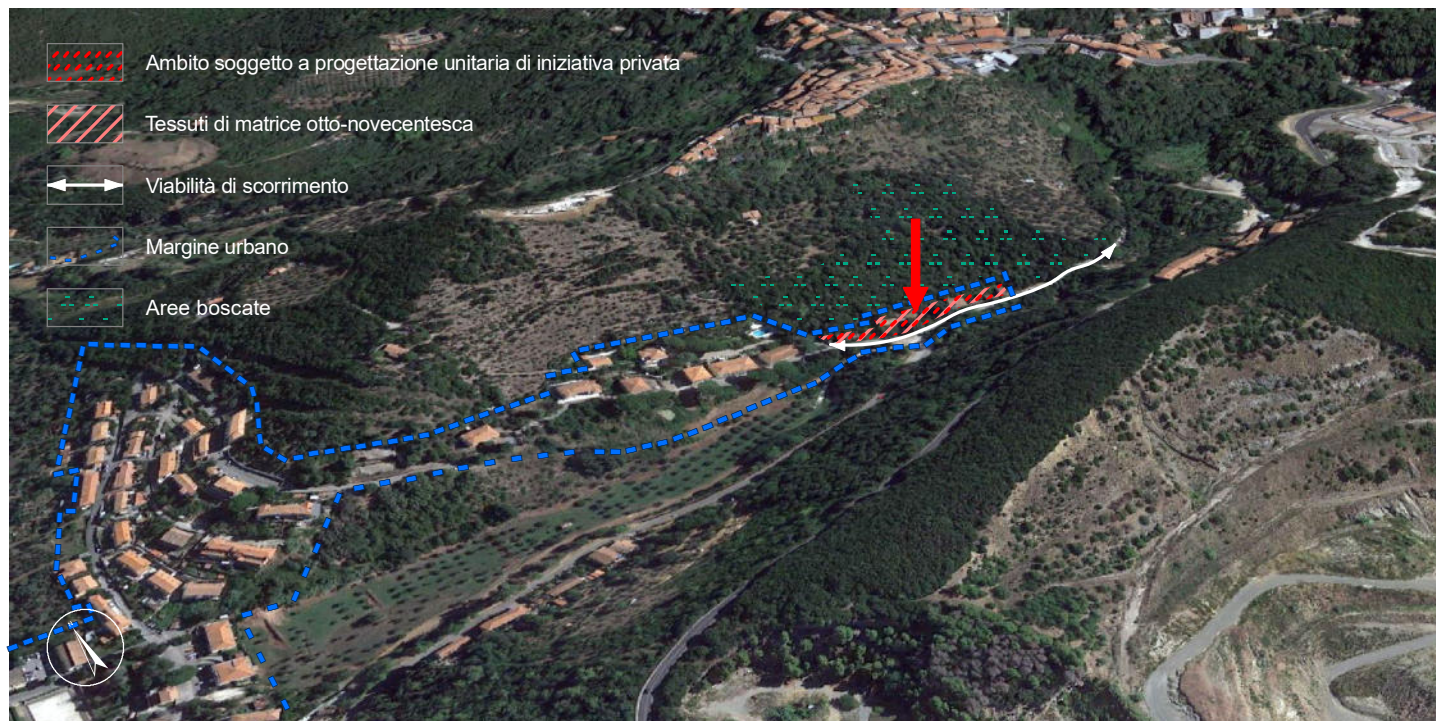 Ambito soggetto a progettazione unitaria di iniziativa privata
Tessuti di matrice otto-novecentesca
Viabilità di scorrimento
Margine urbano
Aree boscate